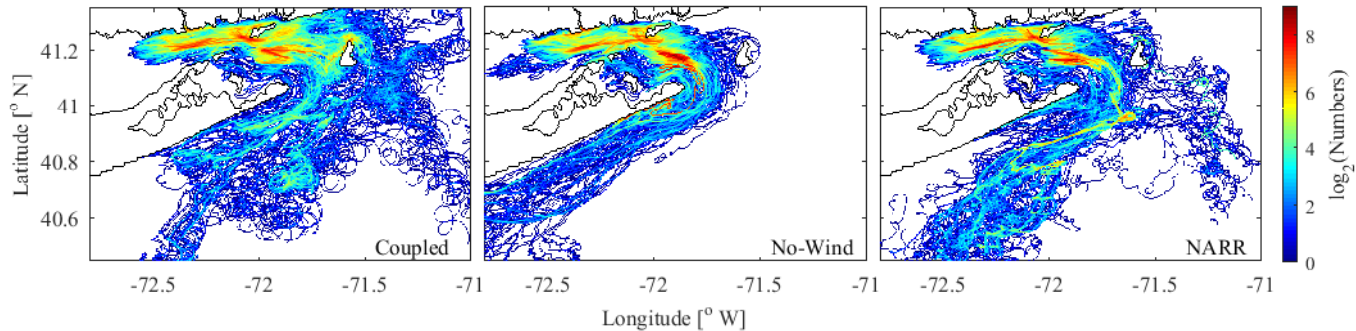 41.2
41
40.8
40.6
Latitude [° N]
Coupled
No-Wind
NARR
-72.5 -72 -71.5 -71
-72.5 -72 -71.5 -71
-72.5 -72 -71.5 -71
Longitude [° W]
8
6
4
2
0
log₂(Numbers)